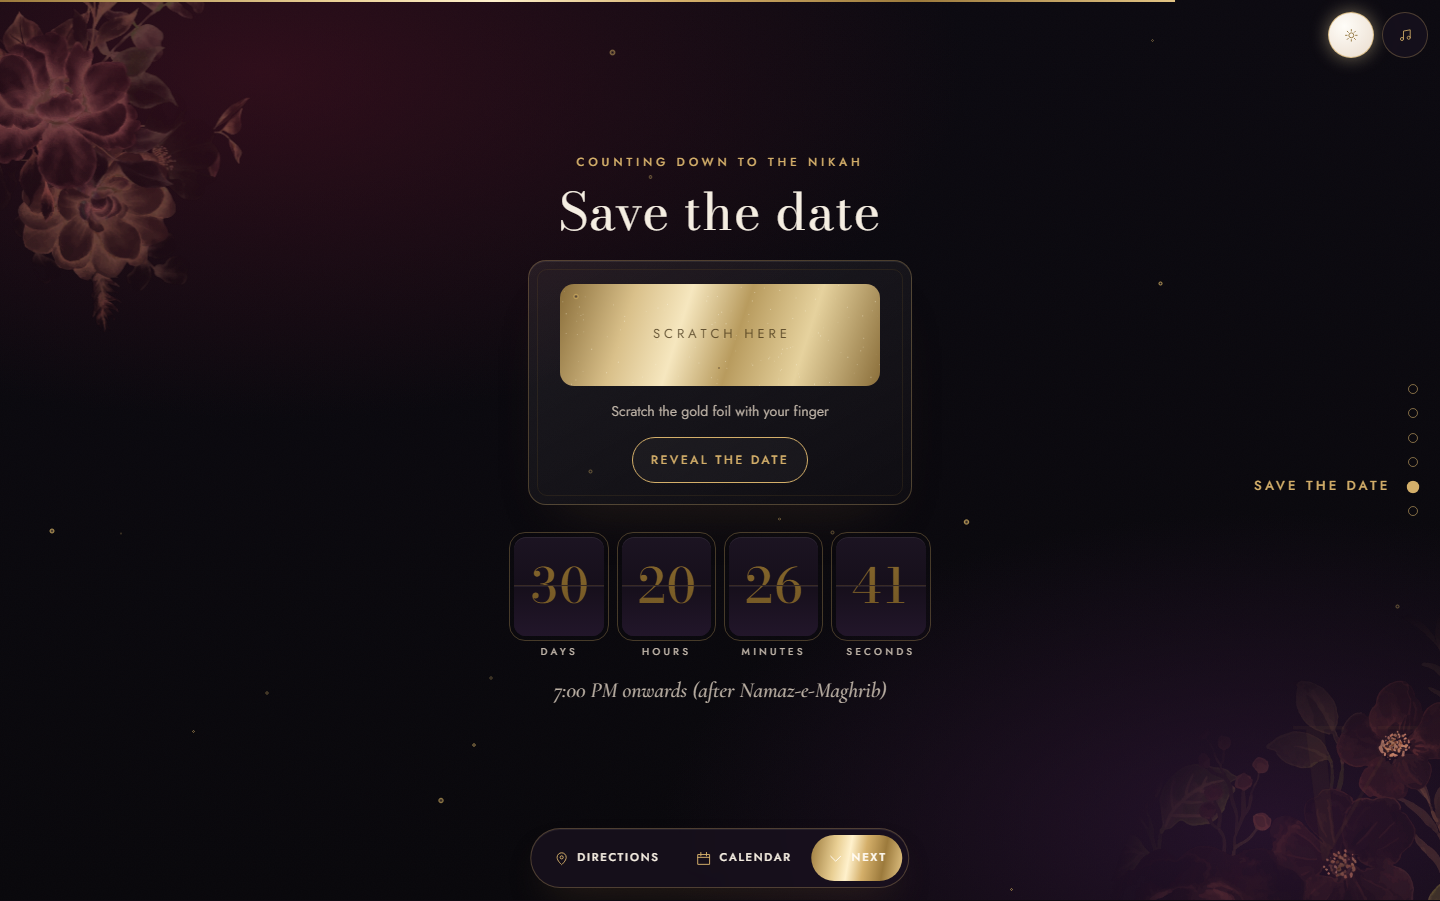 COUNTING DOWN TO THE NIKAH
Save the date
SCRATCH HERE
Scratch the gold foil with your finger
REVEAL THE DATE
SAVE THE DATE
30 20 26 41
DAYS HOURS MINUTES SECONDS
7:00 PM onwards (after Namaz-e-Maghrib)
DIRECTIONS CALENDAR NEXT